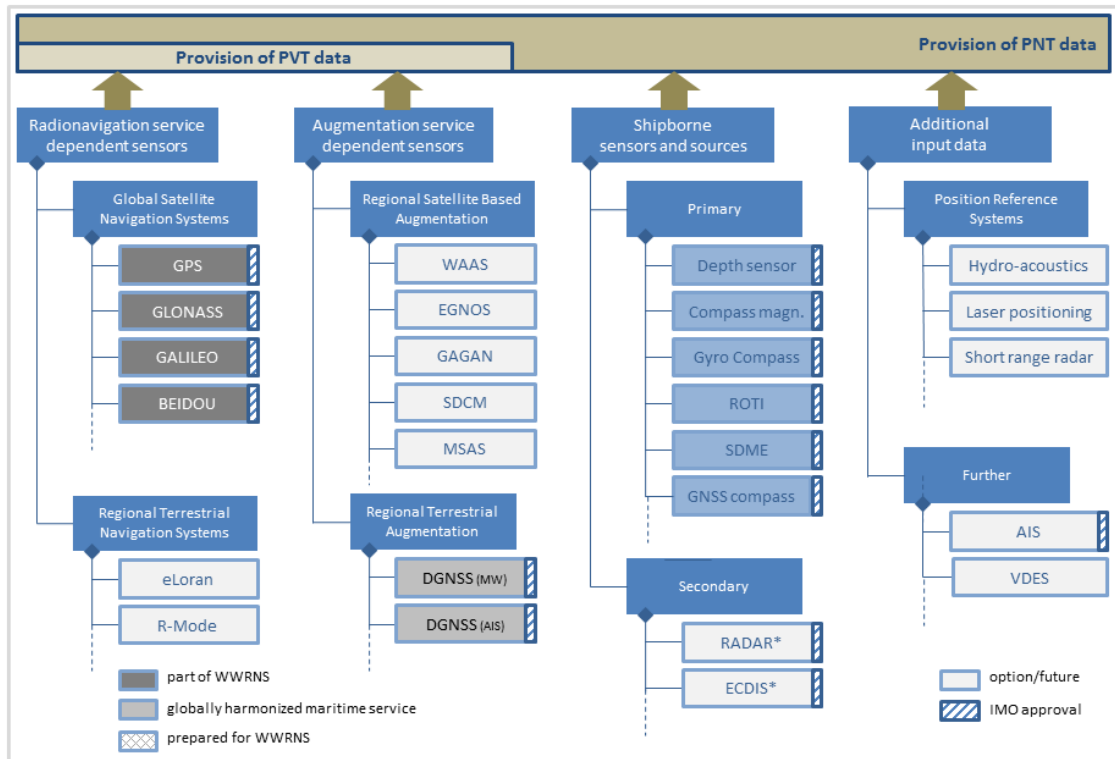 Provision of PNT data
Provision of PVT data
Radionavigation service
dependent sensors
Global Satellite
Navigation Systems
GPS
GLONASS
GALILEO
BEIDOU
Regional Terrestrial
Navigation Systems
eLoran
R-Mode
Augmentation service
dependent sensors
Regional Satellite Based
Augmentation
WAAS
EGNOS
GAGAN
SDCM
MSAS
Regional Terrestrial
Augmentation
DGNSS (MW)
DGNSS (AIS)
Shipborne
sensors and sources
Primary
Depth sensor
Compass magn.
Gyro Compass
ROTI
SDME
GNSS compass
Secondary
RADAR*
ECDIS*
Additional
input data
Position Reference
Systems
Hydro-acoustics
Laser positioning
Short range radar
Further
AIS
VDES
part of WWRNS
globally harmonized maritime service
prepared for WWRNS
option/future
IMO approval